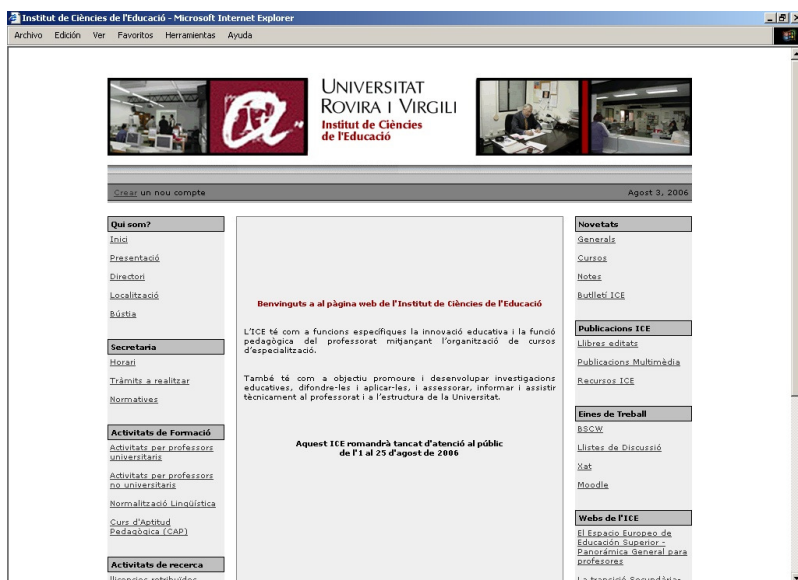 Institut de Ciències de l'Educació - Microsoft Internet Explorer
Archivo Edición Ver Favoritos Herramientas Ayuda
UNIVERSITAT
ROVIRA I VIRGILI
Institut de Ciències
de l'Educació
Crear un nou compte
Agost 3, 2006
Qui som?
Inici
Presentació
Directori
Localització
Bústia
Secretaria
Horari
Tràmits a realitzar
Normatives
Activitats de Formació
Activitats per professors
universitaris
Activitats per professors
no universitaris
Normalització Lingüística
Curs d'Aptitud
Pedagògica (CAP)
Activitats de recerca
llicencies retribuïdes
Benvinguts a al pàgina web de l'Institut de Ciències de l'Educació
L'ICE té com a funcions específiques la innovació educativa i la funció
pedagògica del professorat mitjançant l'organització de cursos
d'especialització.
També té com a objectiu promoure i desenvolupar investigacions
educatives, difondre-les i aplicar-les, i assessorar, informar i assistir
tècnicament al professorat i a l'estructura de la Universitat.
Aquest ICE romandrà tancat d'atenció al públic
de l'1 al 25 d'agost de 2006
Novetats
Generals
Cursos
Notes
Butlletí ICE
Publicacions ICE
Llibres editats
Publicacions Multimèdia
Recursos ICE
Eines de Treball
BSCW
Llistes de Discussió
Xat
Moodle
Webs de l'ICE
El Espacio Europeo de
Educación Superior -
Panorámica General para
profesores
La transició Secundària-